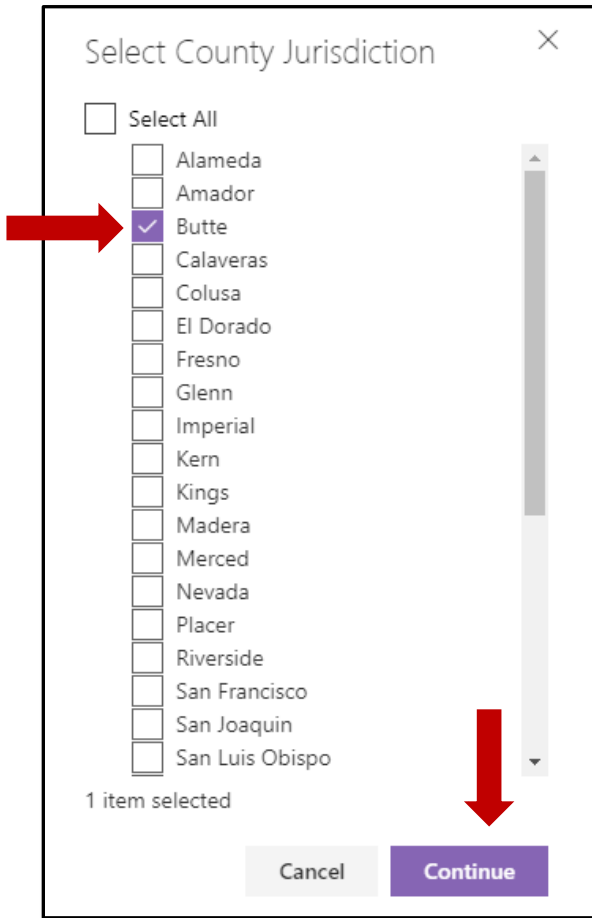 Select County Jurisdiction
Select All
Alameda
Amador
Butte
Calaveras
Colusa
El Dorado
Fresno
Glenn
Imperial
Kern
Kings
Madera
Merced
Nevada
Placer
Riverside
San Francisco
San Joaquin
San Luis Obispo
1 item selected
Cancel Continue